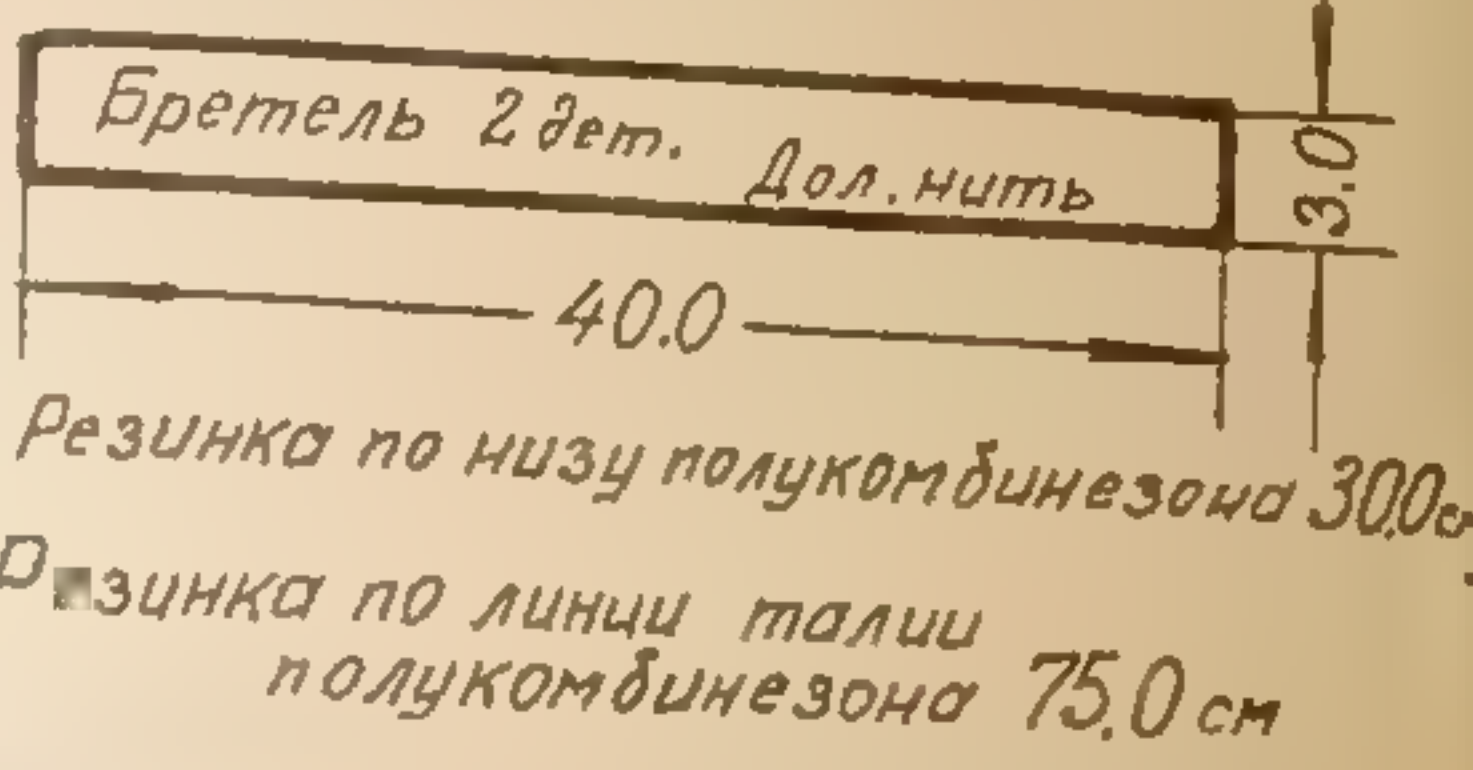 Бретель 2 дет. Дол. нить
3.0
40.0
Резинка по низу полукомбинезона 30.0
по линии талии
полукомбинезона 75.0 см